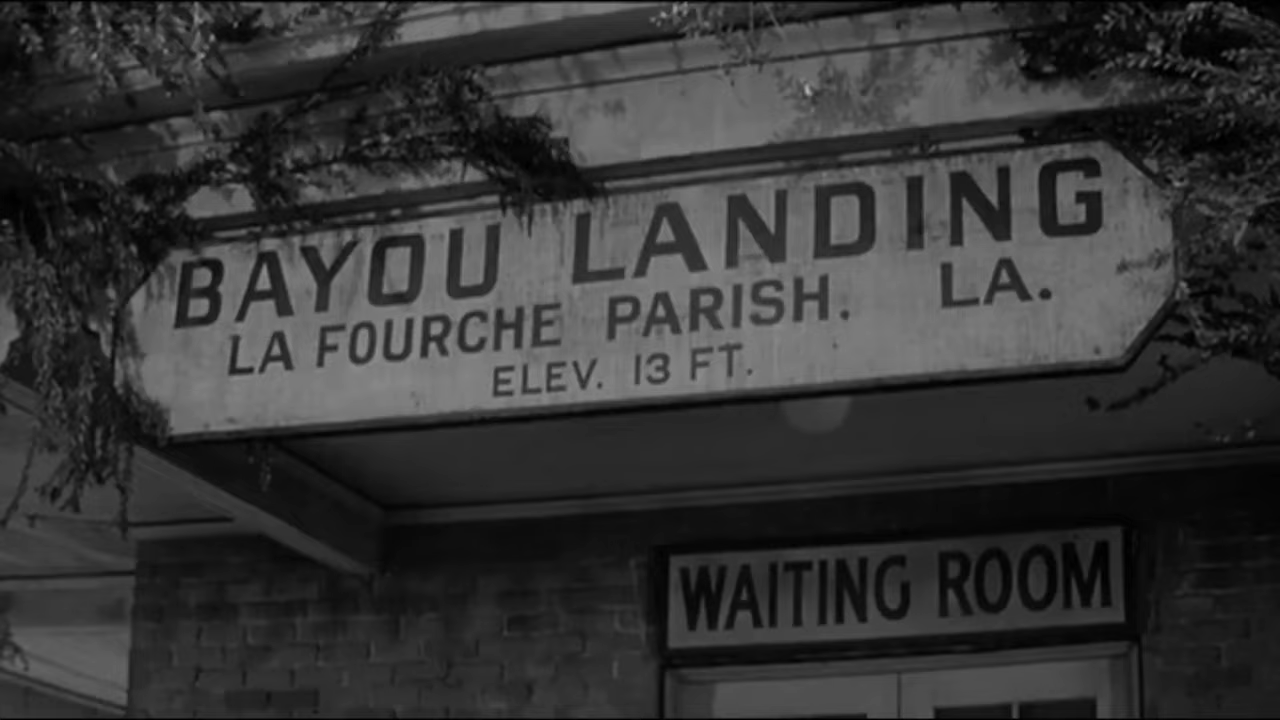 BAYOU LANDING
LA FOURCHE PARISH. LA.
ELEV. 13 FT.
WAITING ROOM